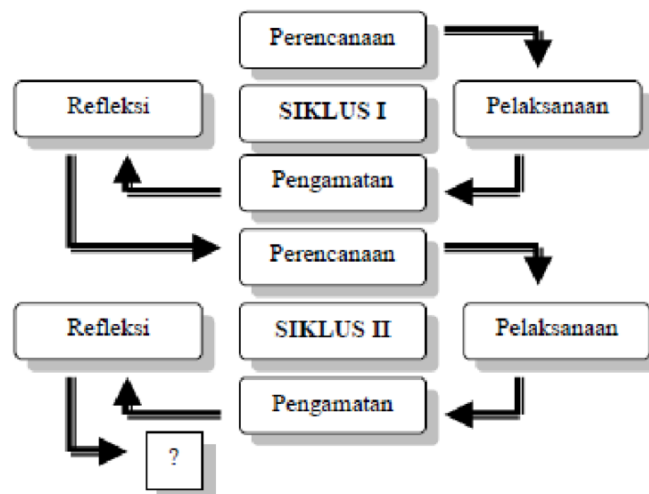 Perencanaan
Refleksi
SIKLUS I
Pelaksanaan
Pengamatan
Perencanaan
Refleksi
SIKLUS II
Pelaksanaan
Pengamatan
?